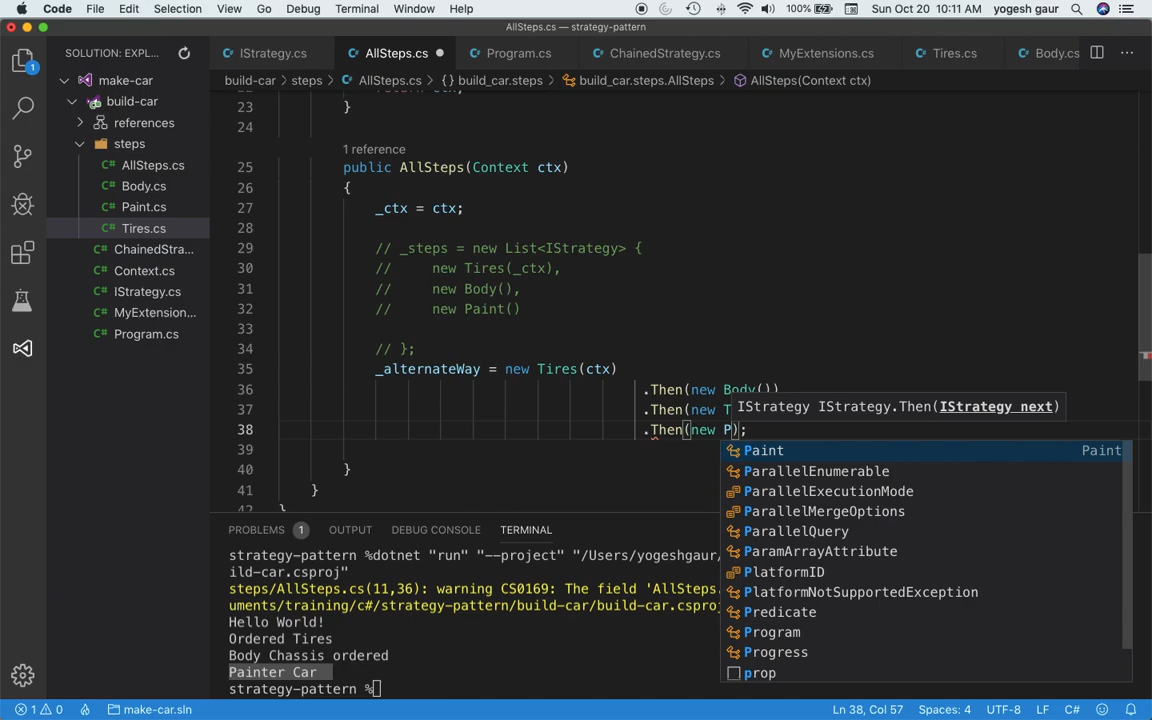 Code File Edit Selection View Go Debug Terminal Window Help 100% Sun Oct 20 10:11 AM yogesh gaur
AllSteps.cs — strategy-pattern
SOLUTION: EXPL...
IStrategy.cs AllSteps.cs Program.cs ChainedStrategy.cs MyExtensions.cs Tires.cs Body.cs
1
make-car
build-car
references
steps
AllSteps.cs
Body.cs
Paint.cs
Tires.cs
ChainedStra...
Context.cs
IStrategy.cs
MyExtension...
Program.cs
build-car › steps › AllSteps.cs › {} build_car.steps › build_car.steps.AllSteps › AllSteps(Context ctx)
23 }
24
1 reference
25 public AllSteps(Context ctx)
26 {
27 _ctx = ctx;
28
29 // _steps = new List<IStrategy> {
30 // new Tires(_ctx),
31 // new Body(),
32 // new Paint()
33
34 // };
35 _alternateWay = new Tires(ctx)
36 .Then(new Body())
37 .Then(new T
38 .Then(new P);
39
40 }
41 }
42 }
IStrategy IStrategy.Then(IStrategy next)
Paint Paint
ParallelEnumerable
ParallelExecutionMode
ParallelMergeOptions
ParallelQuery
ParamArrayAttribute
PlatformID
PlatformNotSupportedException
Predicate
Program
Progress
prop
PROBLEMS 1 OUTPUT DEBUG CONSOLE TERMINAL
strategy-pattern %dotnet "run" "--project" "/Users/yogeshgaur/
ild-car.csproj"
steps/AllSteps.cs(11,36): warning CS0169: The field 'AllSteps.
uments/training/c#/strategy-pattern/build-car/build-car.csproj
Hello World!
Ordered Tires
Body Chassis ordered
Painter Car
strategy-pattern %
1 0 make-car.sln Ln 38, Col 57 Spaces: 4 UTF-8 LF C#